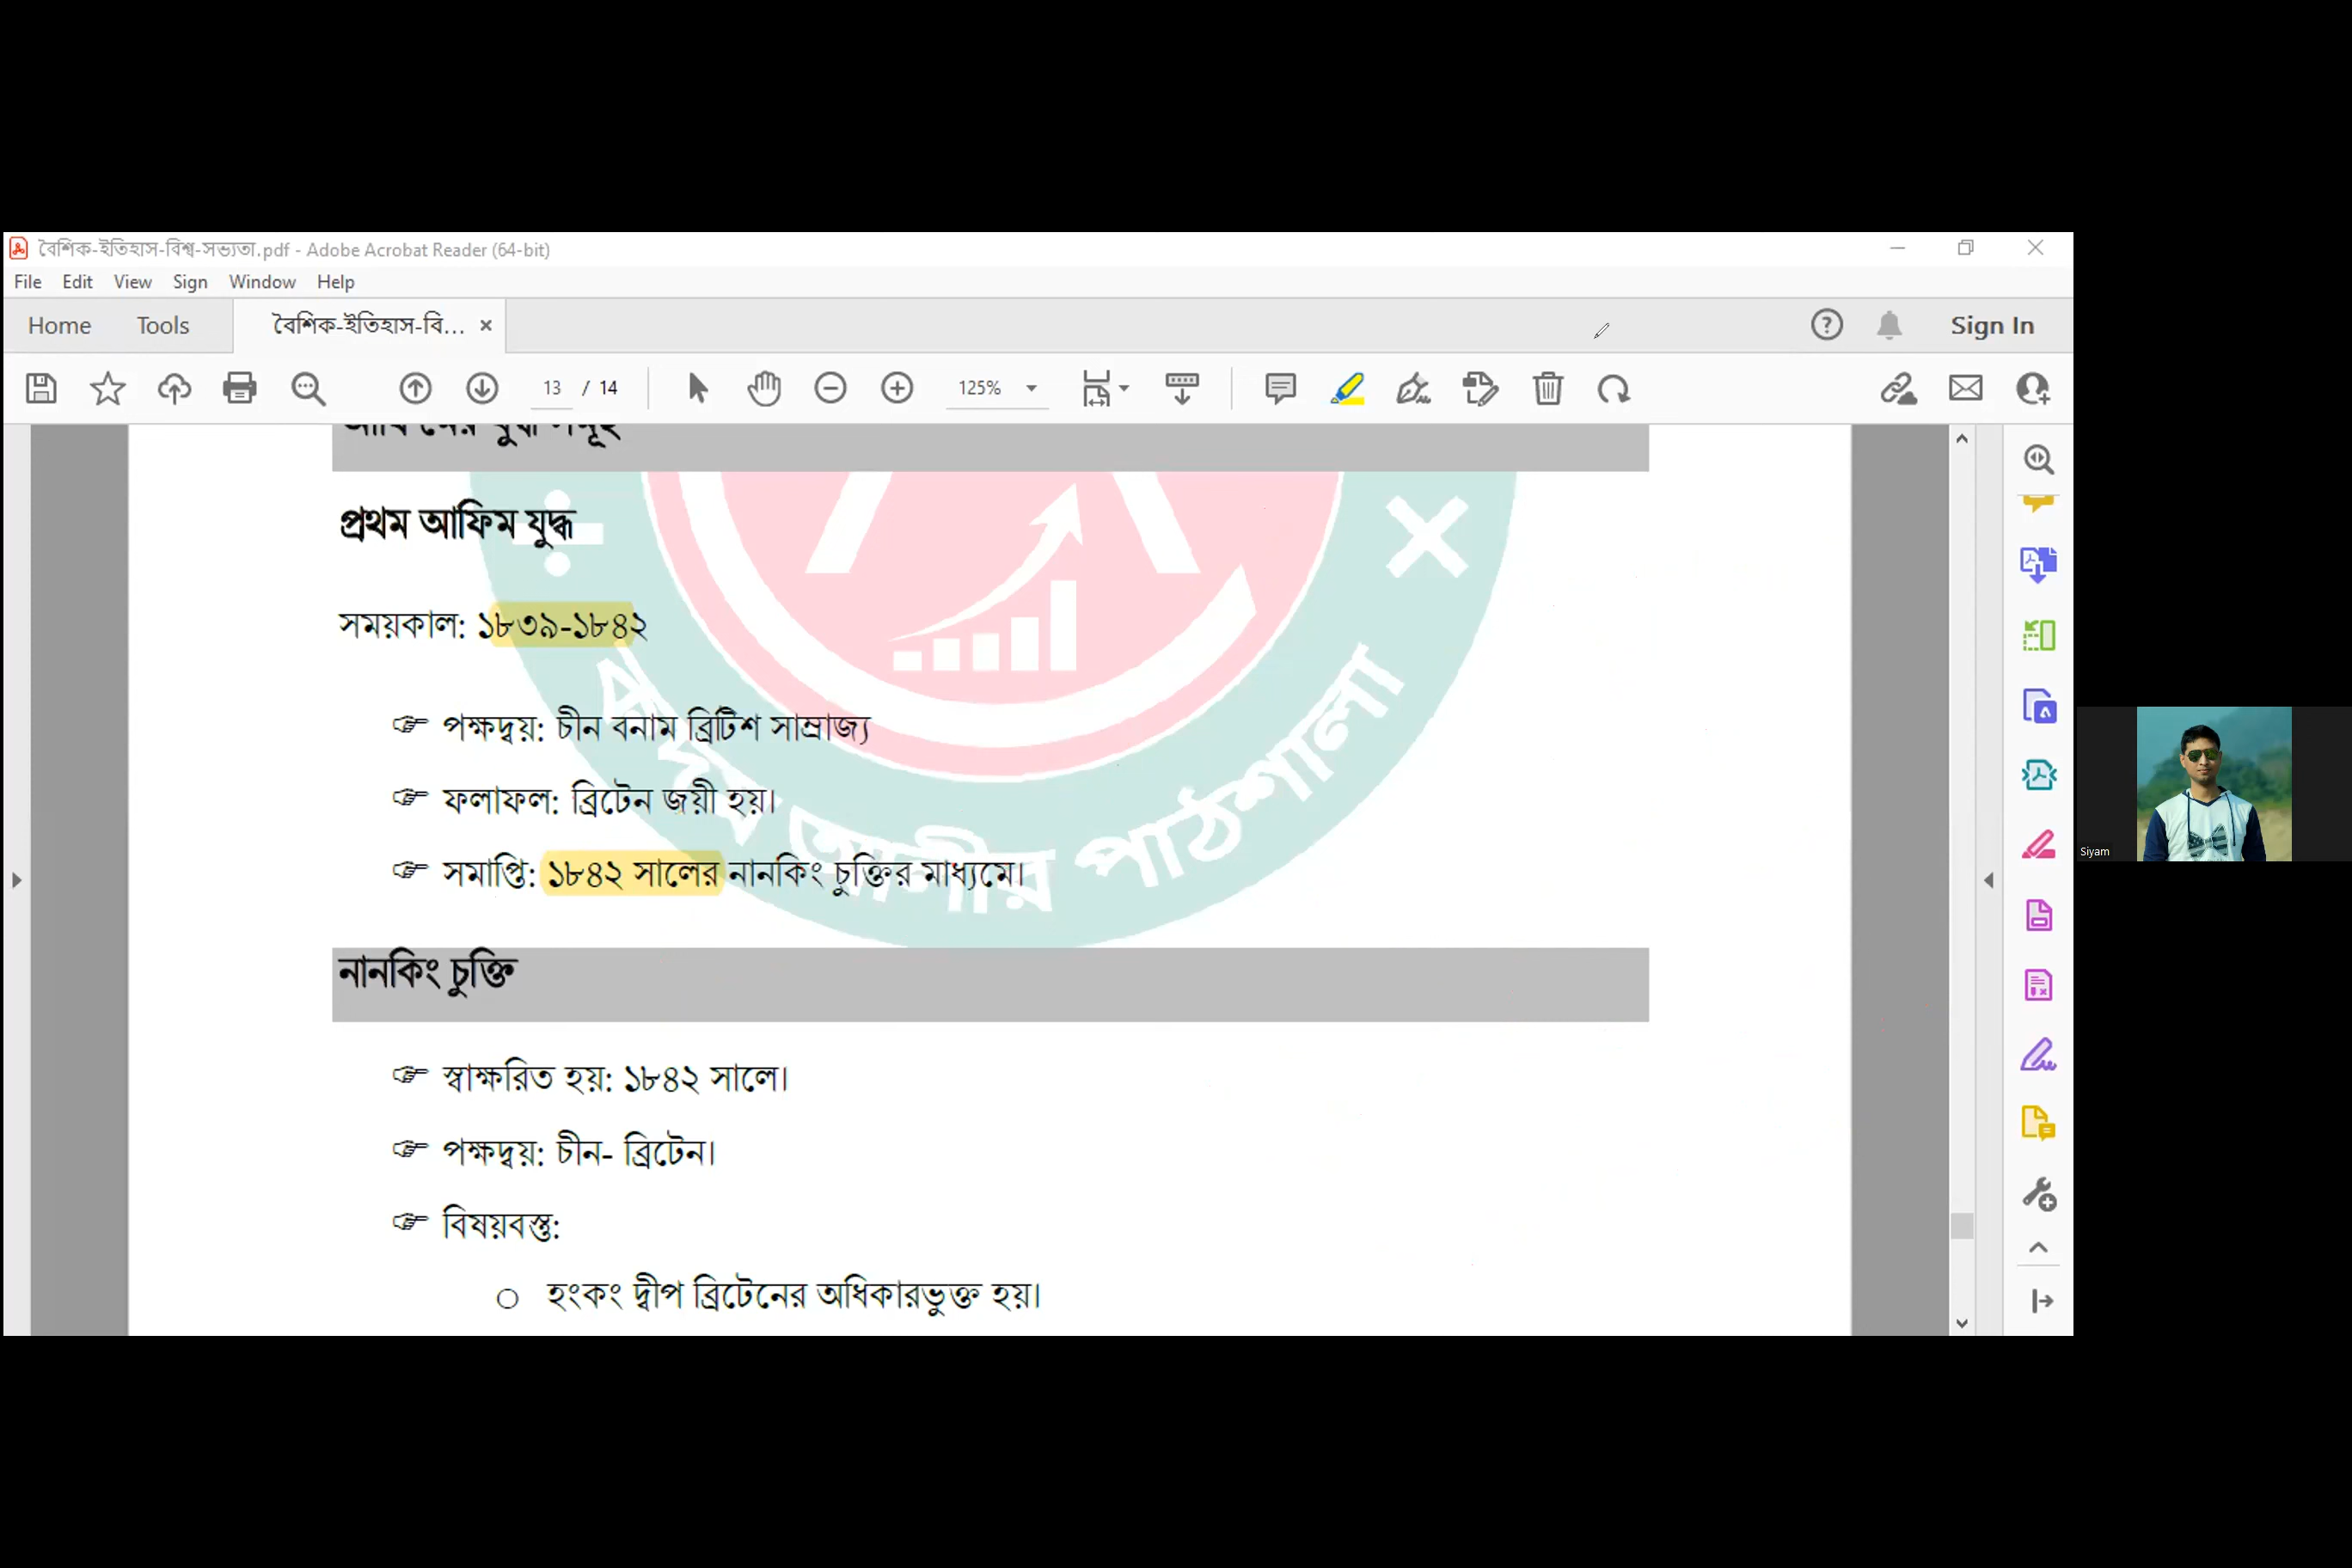 বৈশিক-ইতিহাস-বিশ্ব-সভ্যতা.pdf - Adobe Acrobat Reader (64-bit)
File Edit View Sign Window Help
Home Tools বৈশিক-ইতিহাস-বি... × Sign In
13 / 14 125%
প্রথম আফিম যুদ্ধ
সময়কাল: ১৮৩৯-১৮৪২
☞ পক্ষদ্বয়: চীন বনাম ব্রিটিশ সাম্রাজ্য
☞ ফলাফল: ব্রিটেন জয়ী হয়।
☞ সমাপ্তি: ১৮৪২ সালের নানকিং চুক্তির মাধ্যমে।
আলীর পাঠশালা
Siyam
নানকিং চুক্তি
☞ স্বাক্ষরিত হয়: ১৮৪২ সালে।
☞ পক্ষদ্বয়: চীন- ব্রিটেন।
☞ বিষয়বস্তু:
○ হংকং দ্বীপ ব্রিটেনের অধিকারভুক্ত হয়।